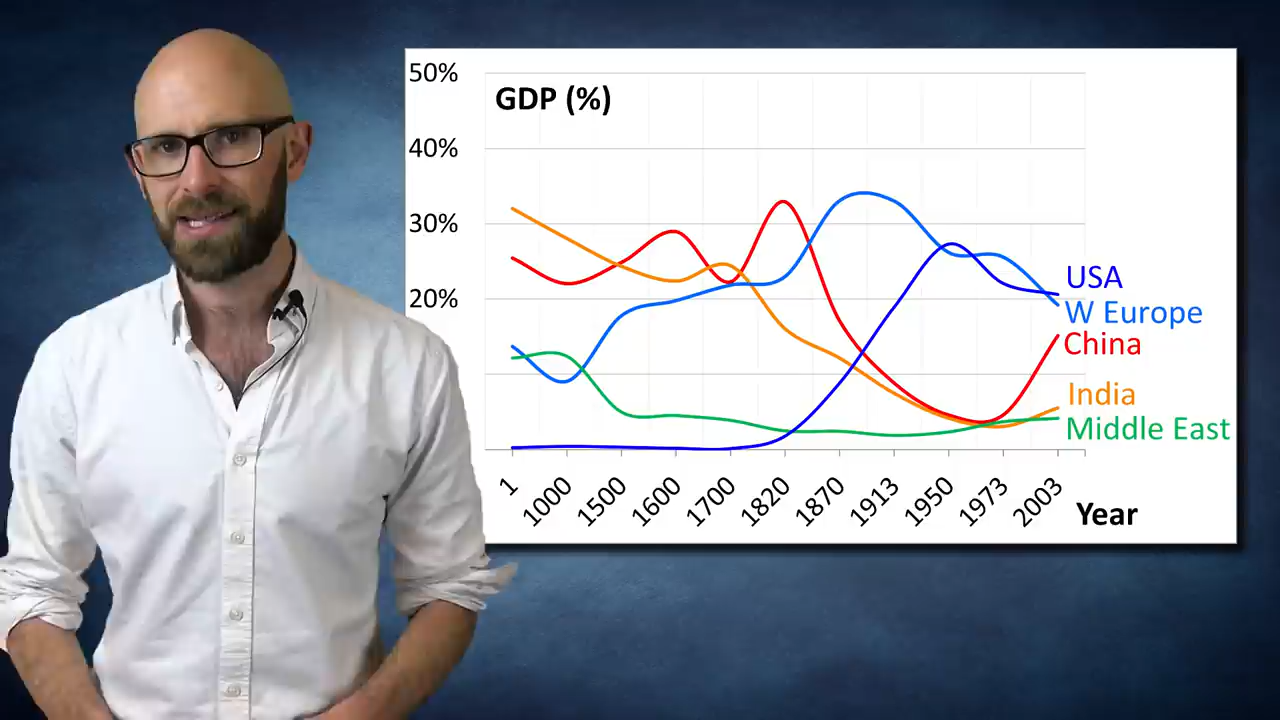 50%
GDP (%)
40%
30%
20%
USA
W Europe
China
India
Middle East
1
1000
1500
1600
1700
1820
1870
1913
1950
1973
2003
Year